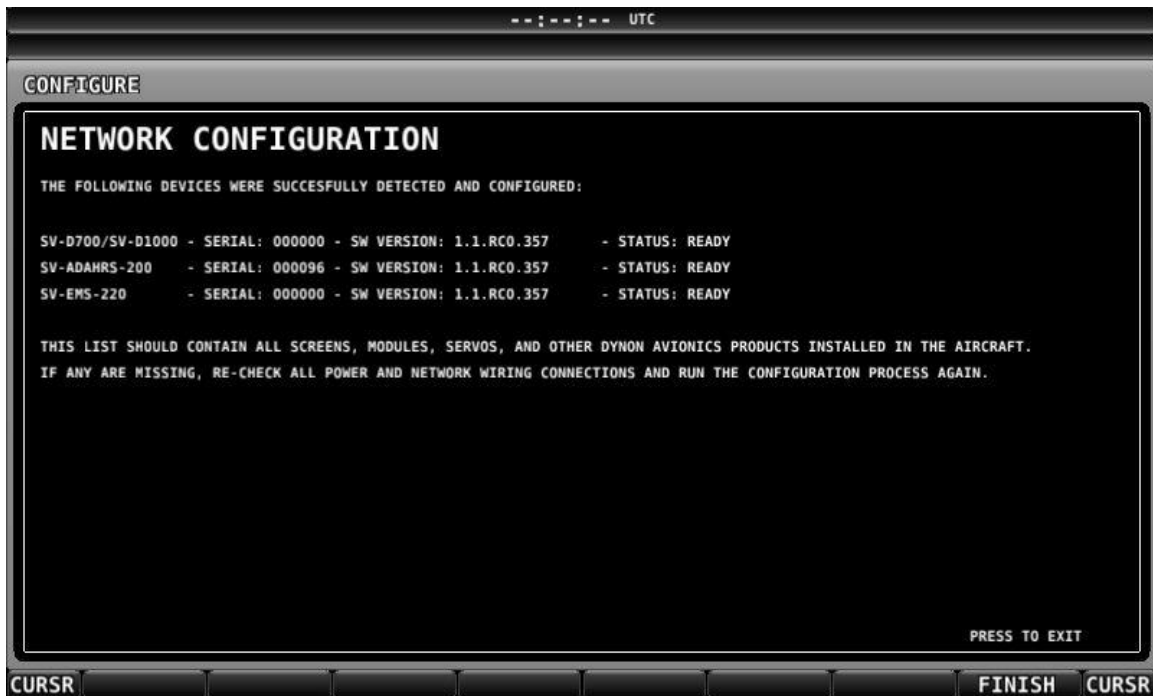 --:--:-- UTC
CONFIGURE
NETWORK CONFIGURATION
THE FOLLOWING DEVICES WERE SUCCESFULLY DETECTED AND CONFIGURED:
SV-D700/SV-D1000 - SERIAL: 000000 - SW VERSION: 1.1.RC0.357 - STATUS: READY
SV-ADAHRS-200 - SERIAL: 000096 - SW VERSION: 1.1.RC0.357 - STATUS: READY
SV-EMS-220 - SERIAL: 000000 - SW VERSION: 1.1.RC0.357 - STATUS: READY
THIS LIST SHOULD CONTAIN ALL SCREENS, MODULES, SERVOS, AND OTHER DYNON AVIONICS PRODUCTS INSTALLED IN THE AIRCRAFT.
IF ANY ARE MISSING, RE-CHECK ALL POWER AND NETWORK WIRING CONNECTIONS AND RUN THE CONFIGURATION PROCESS AGAIN.
PRESS TO EXIT
CURSR FINISH CURSR